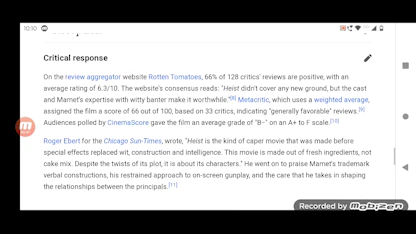 10:10
Critical response
On the review aggregator website Rotten Tomatoes, 66% of 128 critics' reviews are positive, with an
average rating of 6.3/10. The website's consensus reads: "Heist didn't cover any new ground, but the cast
and Mamet's expertise with witty banter make it worthwhile."[8] Metacritic, which uses a weighted average,
assigned the film a score of 66 out of 100, based on 33 critics, indicating "generally favorable" reviews.[9]
Audiences polled by CinemaScore gave the film an average grade of "B−" on an A+ to F scale.[10]
Roger Ebert for the Chicago Sun-Times, wrote, "Heist is the kind of caper movie that was made before
special effects replaced wit, construction and intelligence. This movie is made out of fresh ingredients, not
cake mix. Despite the twists of its plot, it is about its characters." He went on to praise Mamet's trademark
verbal constructions, his restrained approach to on-screen gunplay, and the care that he takes in shaping
the relationships between the principals.[11]
Recorded by Mobizen